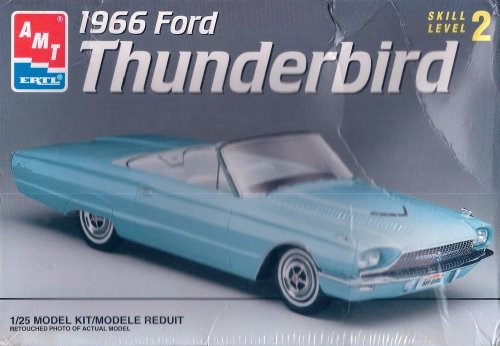 AMT
ERTL
1966 Ford
Thunderbird
SKILL
LEVEL 2
1/25 MODEL KIT/MODELE REDUIT
RETOUCHED PHOTO OF ACTUAL MODEL